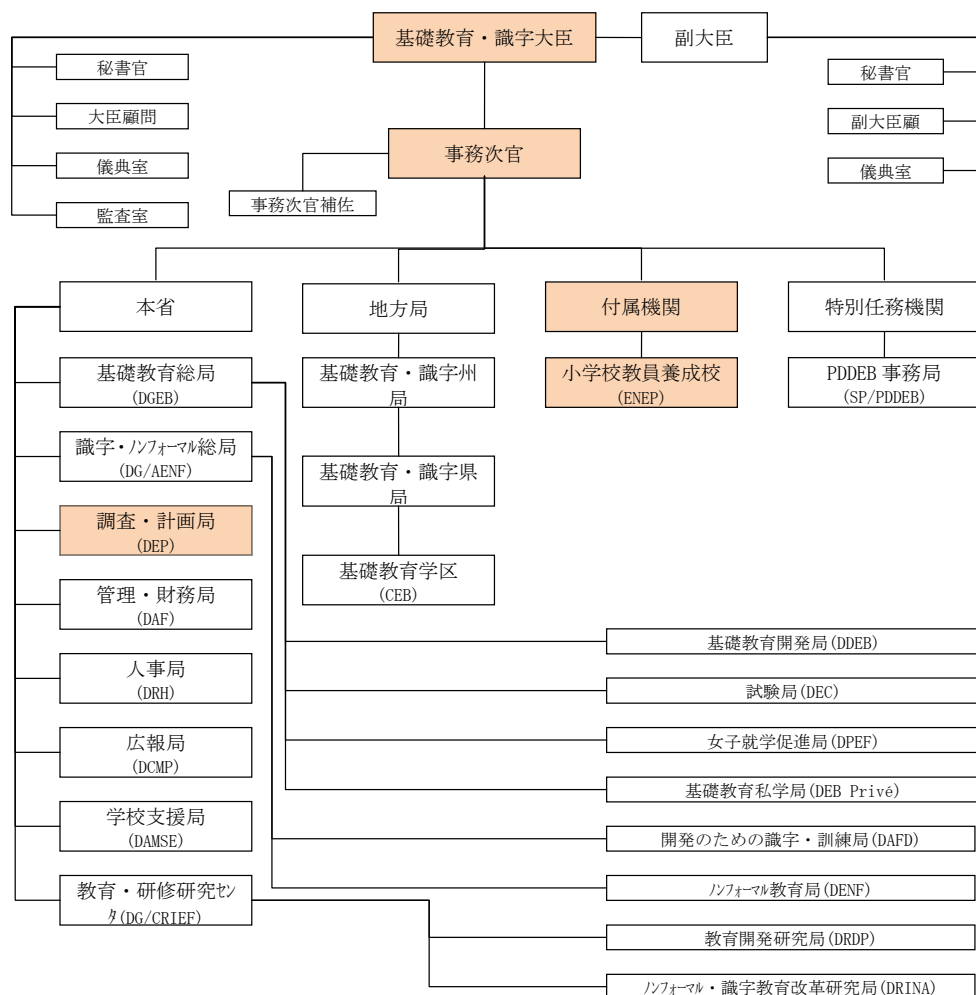 基礎教育・識字大臣
副大臣
秘書官
大臣顧問
儀典室
監査室
秘書官
副大臣顧
儀典室
事務次官
事務次官補佐
本省
地方局
付属機関
特別任務機関
基礎教育総局
(DGEB)
基礎教育・識字州
局
小学校教員養成校
(ENEP)
PDDEB 事務局
(SP/PDDEB)
識字・ノンフォーマル総局
(DG/AENF)
基礎教育・識字県
局
調査・計画局
(DEP)
基礎教育学区
(CEB)
管理・財務局
(DAF)
人事局
(DRH)
広報局
(DCMP)
学校支援局
(DAMSE)
教育・研修研究セン
タ(DG/CRIEF)
基礎教育開発局(DDEB)
試験局(DEC)
女子就学促進局(DPEF)
基礎教育私学局(DEB Privé)
開発のための識字・訓練局(DAFD)
ノンフォーマル教育局(DENF)
教育開発研究局(DRDP)
ノンフォーマル・識字教育改革研究局(DRINA)